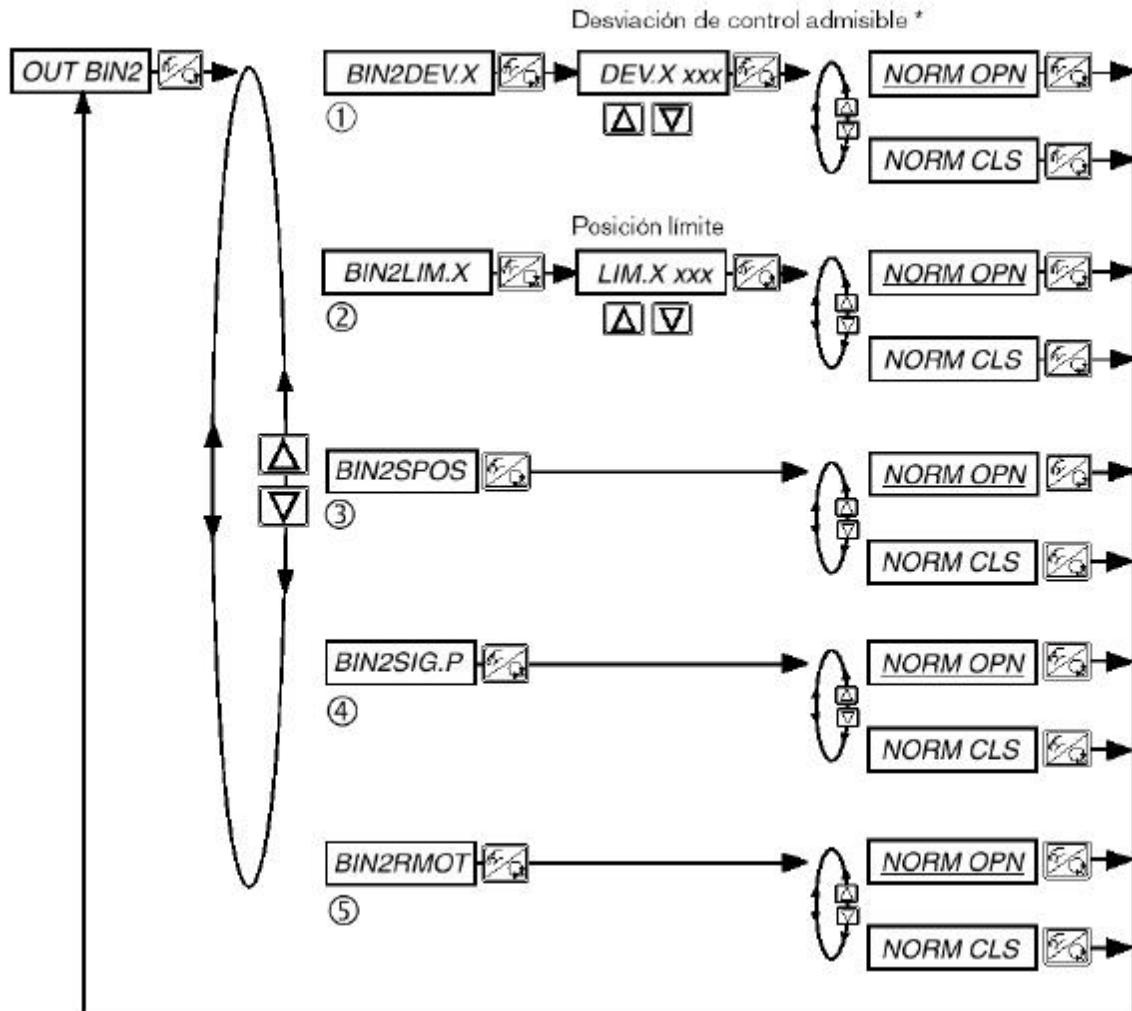 Desviación de control admisible *
OUT BIN2
BIN2DEV.X
DEV.X xxx
NORM OPN
①
NORM CLS
Posición límite
BIN2LIM.X
LIM.X xxx
NORM OPN
②
NORM CLS
BIN2SPOS
NORM OPN
③
NORM CLS
BIN2SIG.P
NORM OPN
④
NORM CLS
BIN2RMOT
NORM OPN
⑤
NORM CLS